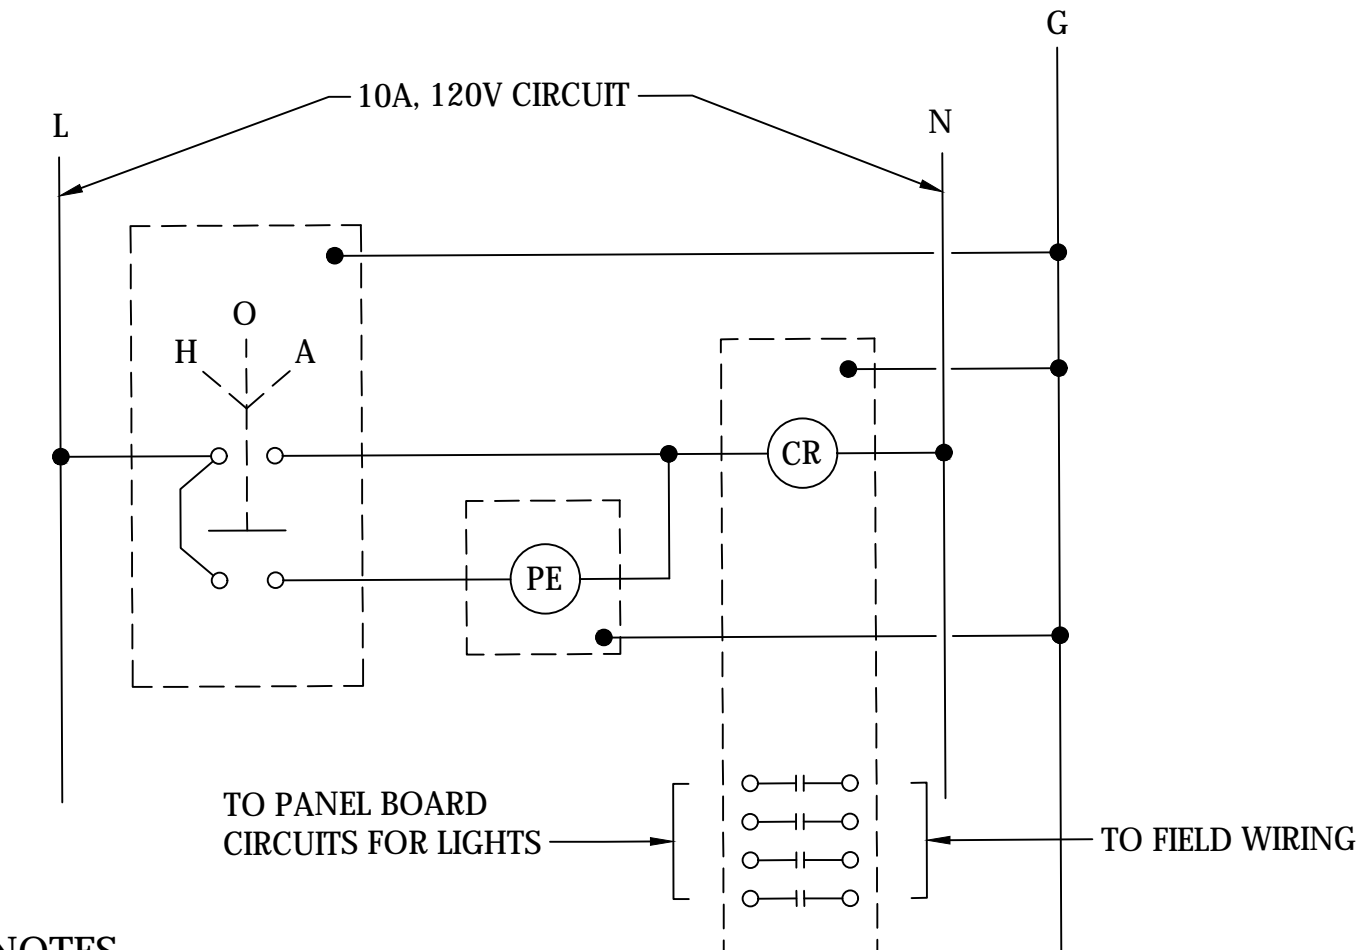 G
10A, 120V CIRCUIT
L
N
O
H
A
CR
PE
TO PANEL BOARD
CIRCUITS FOR LIGHTS
TO FIELD WIRING
NOTES